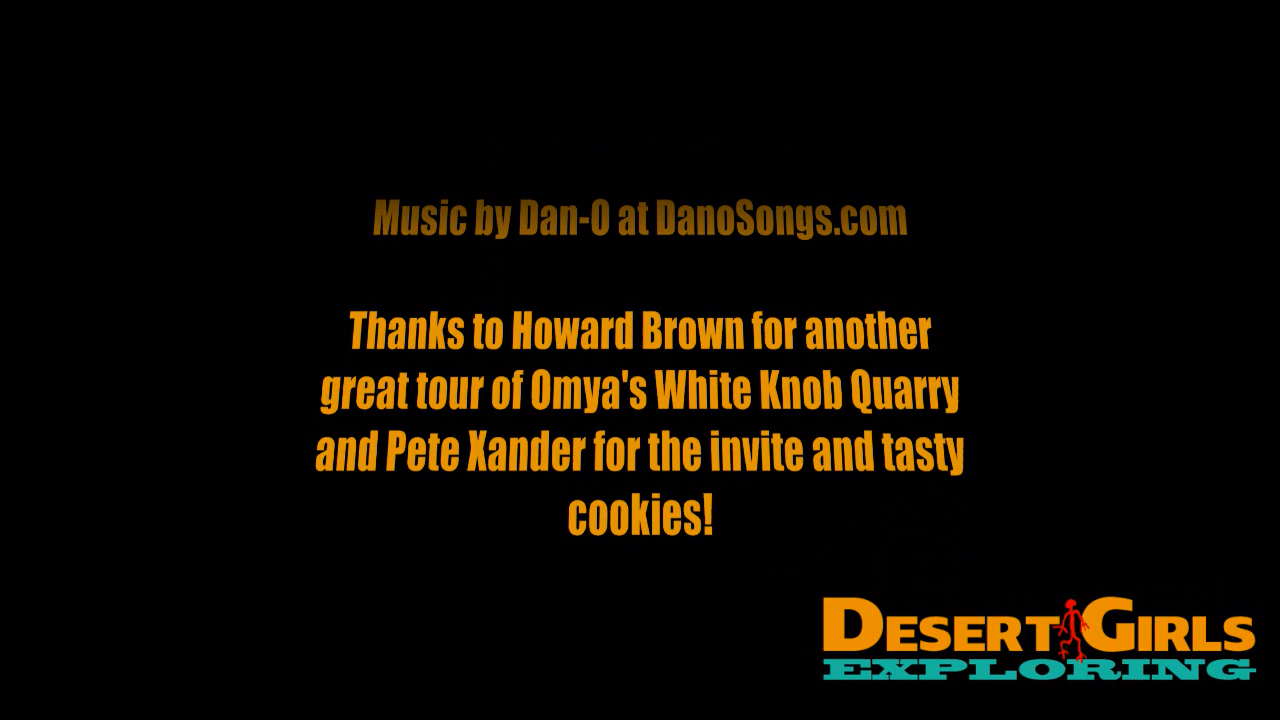 Music by Dan-O at DanoSongs.com
Thanks to Howard Brown for another
great tour of Omya's White Knob Quarry
and Pete Xander for the invite and tasty
cookies!
DESERT GIRLS
EXPLORING